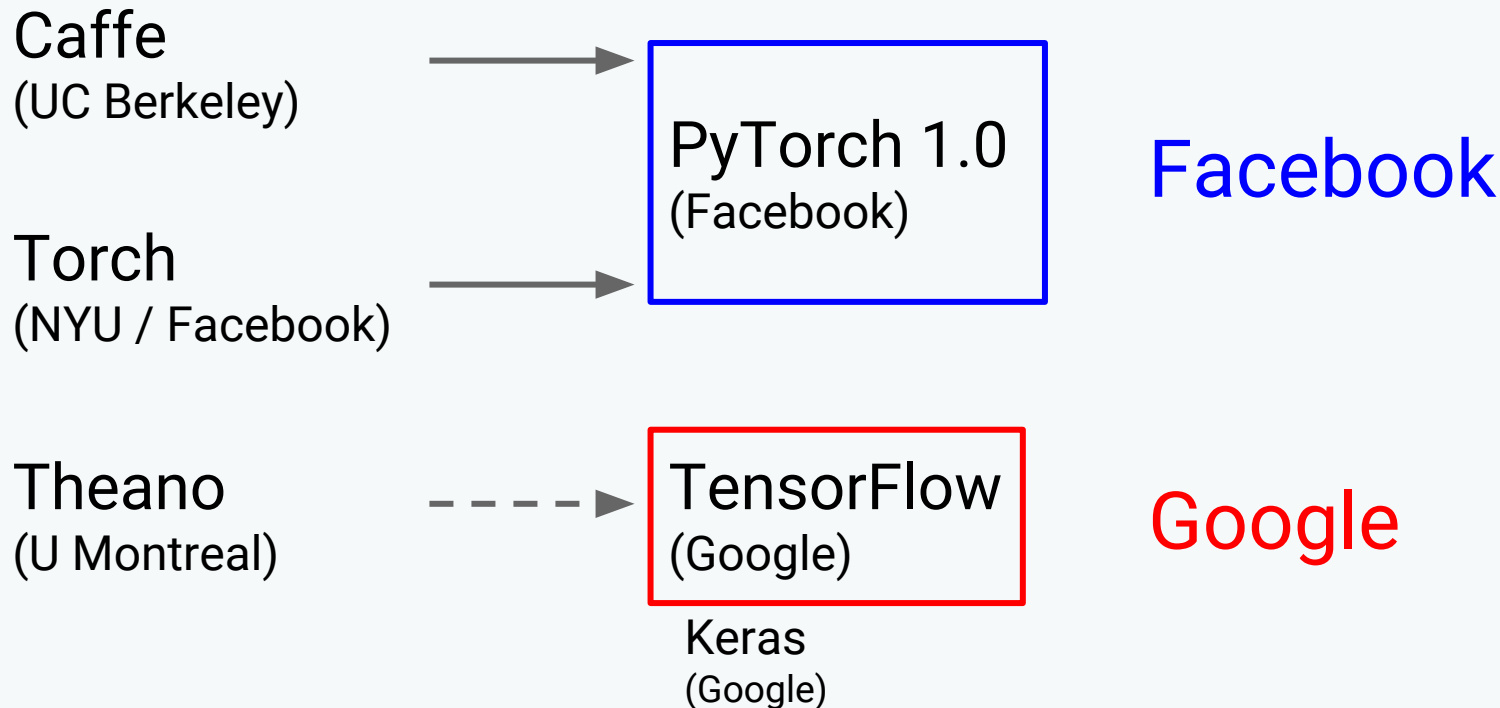 Caffe
(UC Berkeley)
PyTorch 1.0
(Facebook)
Facebook
Torch
(NYU / Facebook)
Theano
(U Montreal)
TensorFlow
(Google)
Google
Keras
(Google)